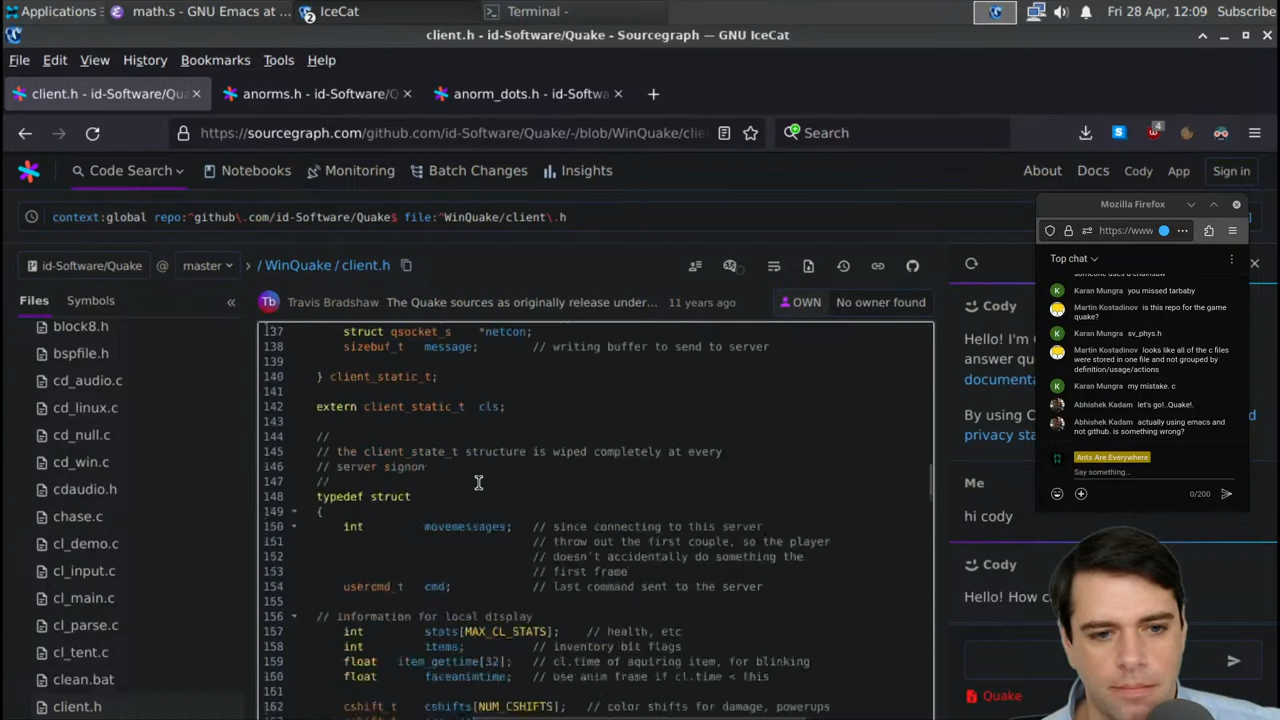 Applications
math.s - GNU Emacs at ...
IceCat
2
Terminal -
Fri 28 Apr, 12:09
Subscribe
client.h - id-Software/Quake - Sourcegraph — GNU IceCat
File Edit View History Bookmarks Tools Help
client.h - id-Software/Qua
anorms.h - id-Software/Q
anorm_dots.h - id-Softwa
https://sourcegraph.com/github.com/id-Software/Quake/-/blob/WinQuake/clie
Search
4
Code Search
Notebooks
Monitoring
Batch Changes
Insights
About
Docs
Cody
App
Sign in
context:global repo:^github\.com/id-Software/Quake$ file:^WinQuake/client\.h
id-Software/Quake
@
master
/ WinQuake / client.h
Files
Symbols
Tb
Travis Bradshaw
The Quake sources as originally release under...
11 years ago
OWN
No owner found
block8.h
bspfile.h
cd_audio.c
cd_linux.c
cd_null.c
cd_win.c
cdaudio.h
chase.c
cl_demo.c
cl_input.c
cl_main.c
cl_parse.c
cl_tent.c
clean.bat
client.h
137 struct qsocket_s *netcon;
138 sizebuf_t message; // writing buffer to send to server
139
140 } client_static_t;
141
142 extern client_static_t cls;
143
144 //
145 // the client_state_t structure is wiped completely at every
146 // server signon
147 //
148 typedef struct
149 {
150 int movemessages; // since connecting to this server
151 // throw out the first couple, so the player
152 // doesn't accidentally do something the
153 // first frame
154 usercmd_t cmd; // last command sent to the server
155
156 // information for local display
157 int stats[MAX_CL_STATS]; // health, etc
158 int items; // inventory bit flags
159 float item_gettime[32]; // cl.time of aquiring item, for blinking
160 float faceanimtime; // use anim frame if cl.time < this
161
cshift_t cshifts[NUM_CSHIFTS]; // color shifts for damage, powerups
Mozilla Firefox
https://www
Top chat
someone uses a chainsaw
K Karan Mungra you missed tarbaby
Martin Kostadinov is this repo for the game
quake?
K Karan Mungra sv_phys.h
Martin Kostadinov looks like all of the c files
were stored in one file and not grouped by
definition/usage/actions
K Karan Mungra my mistake. c
Abhishek Kadam let's go!..Quake!.
Abhishek Kadam actually using emacs and
not github. is something wrong?
Ants Are Everywhere
Say something...
0/200
Cody
Hello! I'm
answer qu
documenta
By using C
privacy sta
Me
hi cody
Cody
Hello! How c
Quake